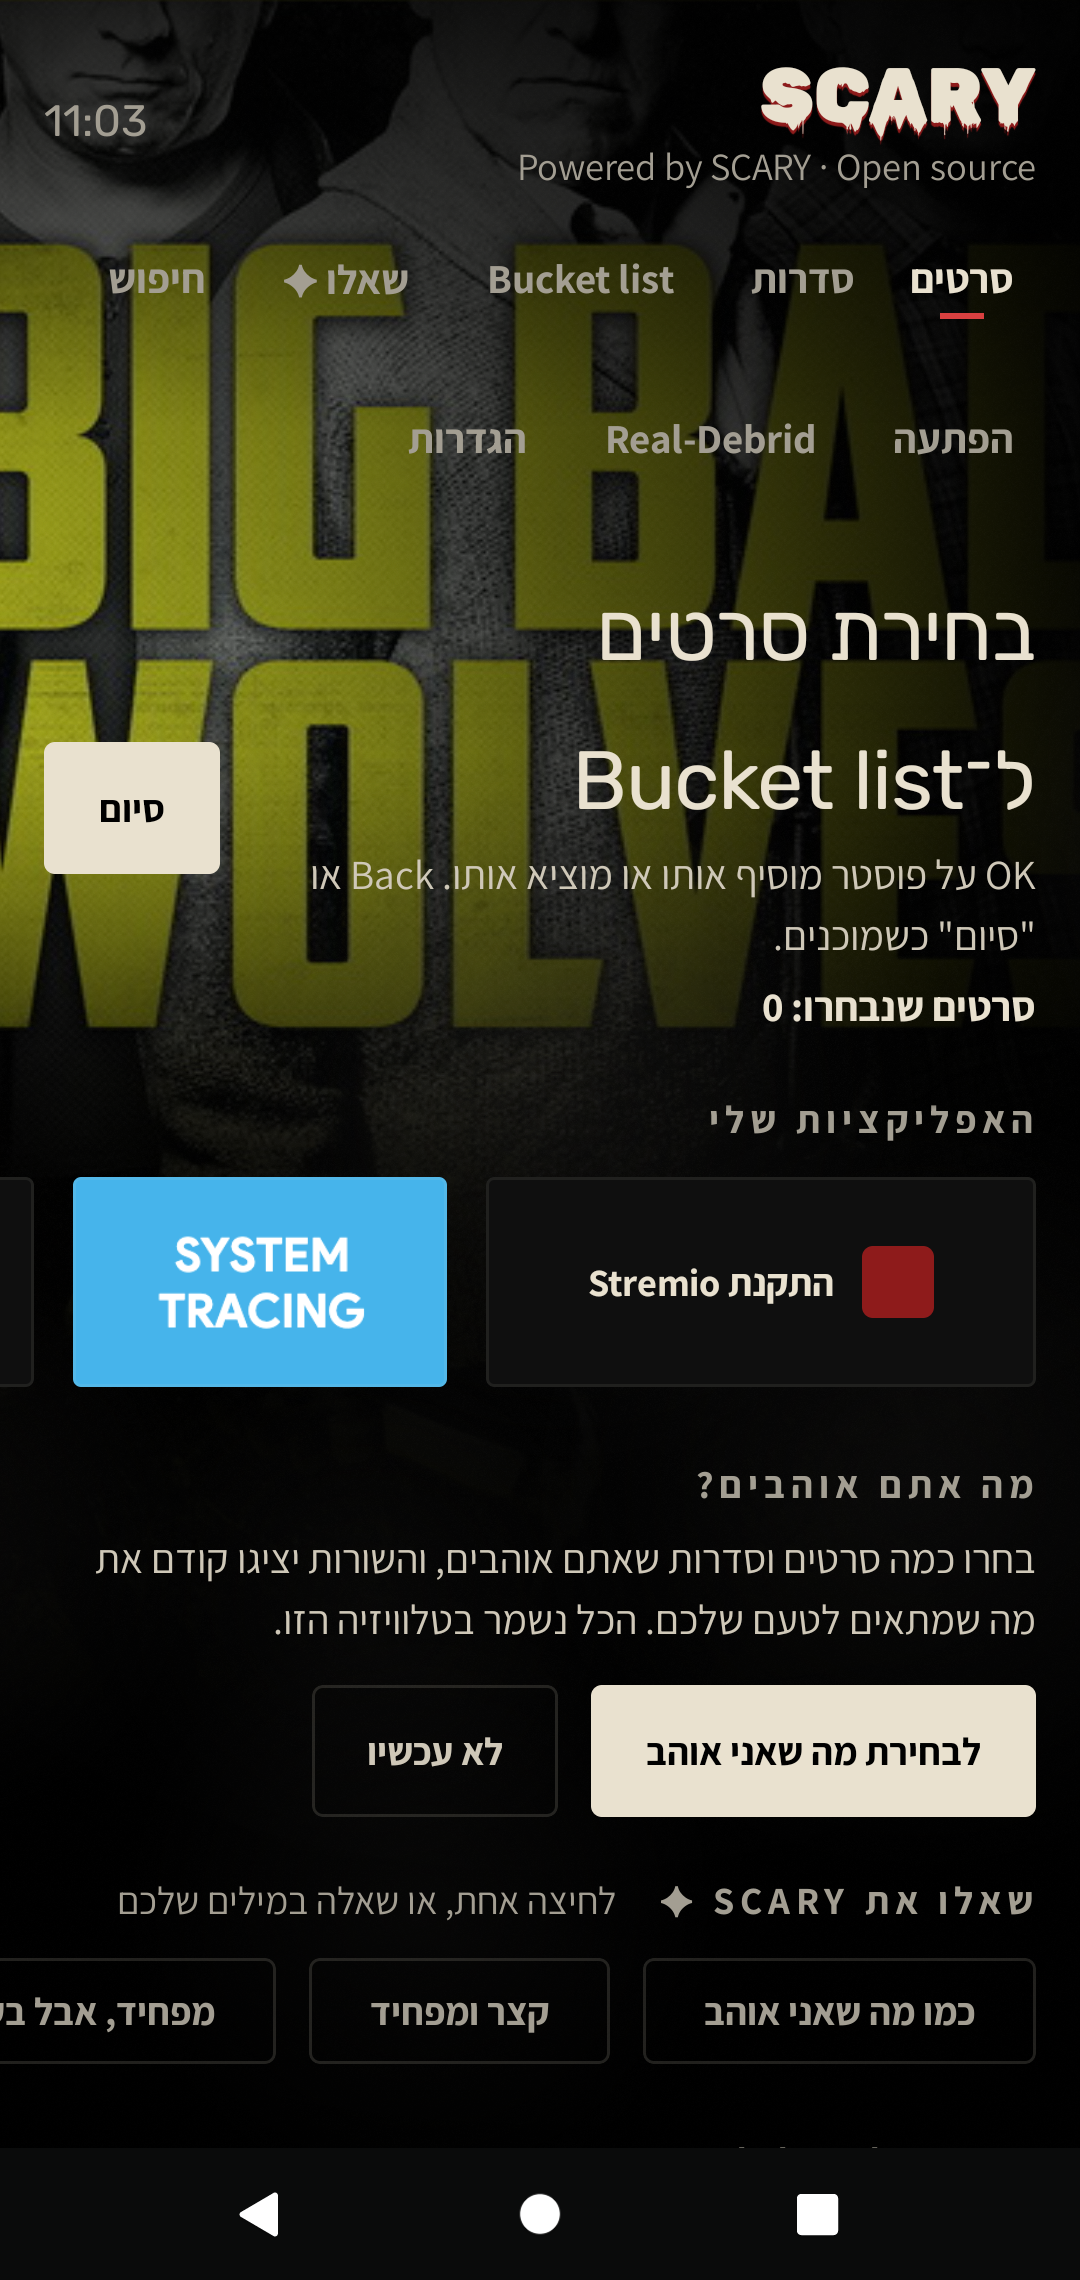 SCARY
11:03
Powered by SCARY · Open source
סרטים
סדרות
Bucket list
שאלו ✦
חיפוש
הפתעה
Real-Debrid
הגדרות
BIG BAD
WOLVES
בחירת סרטים
ל־Bucket list
סיום
OK על פוסטר מוסיף אותו או מוציא אותו. Back או
"סיום" כשמוכנים.
סרטים שנבחרו: 0
האפליקציות שלי
התקנת Stremio
SYSTEM
TRACING
מה אתם אוהבים?
בחרו כמה סרטים וסדרות שאתם אוהבים, והשורות יציגו קודם את
מה שמתאים לטעם שלכם. הכל נשמר בטלוויזיה הזו.
לבחירת מה שאני אוהב
לא עכשיו
שאלו את SCARY ✦ לחיצה אחת, או שאלה במילים שלכם
כמו מה שאני אוהב
קצר ומפחיד
מפחיד, אבל